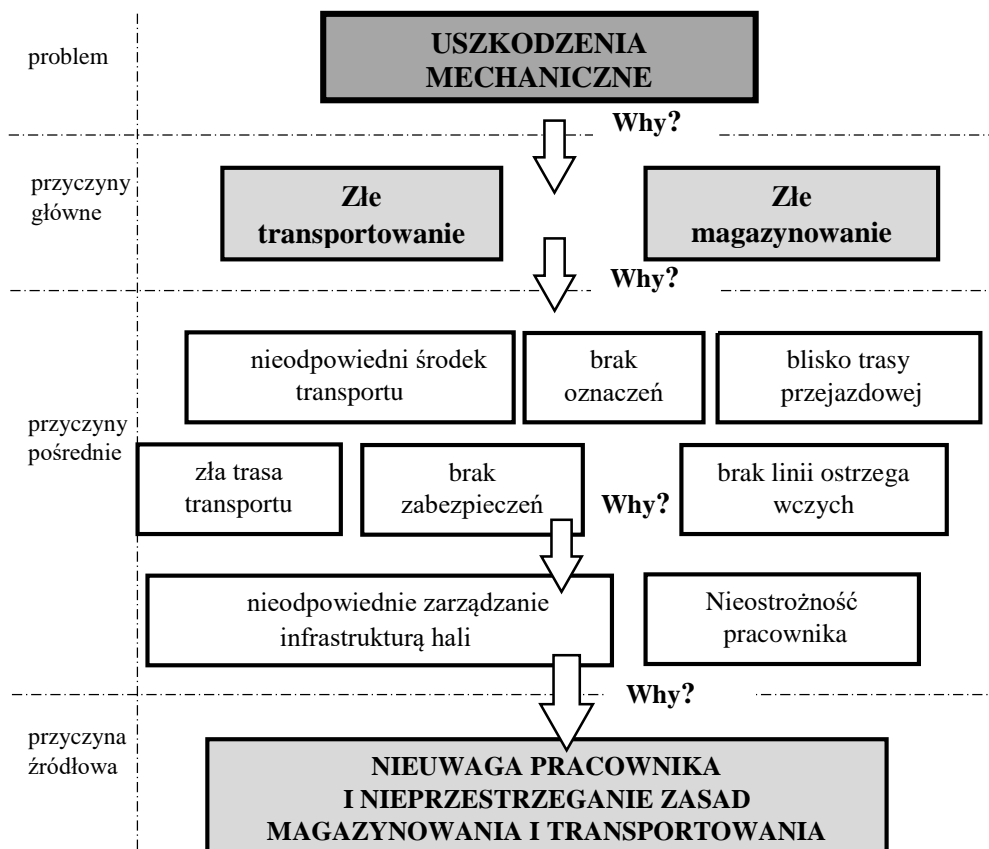 problem
USZKODZENIA
MECHANICZNE
Why?
przyczyny
główne
Złe
transportowanie
Złe
magazynowanie
Why?
przyczyny
pośrednie
nieodpowiedni środek
transportu
brak
oznaczeń
blisko trasy
przejazdowej
zła trasa
transportu
brak
zabezpieczeń
Why?
brak linii ostrzega
wczych
nieodpowiednie zarządzanie
infrastrukturą hali
Nieostrożność
pracownika
Why?
przyczyna
źródłowa
NIEUWAGA PRACOWNIKA
I NIEPRZESTRZEGANIE ZASAD
MAGAZYNOWANIA I TRANSPORTOWANIA